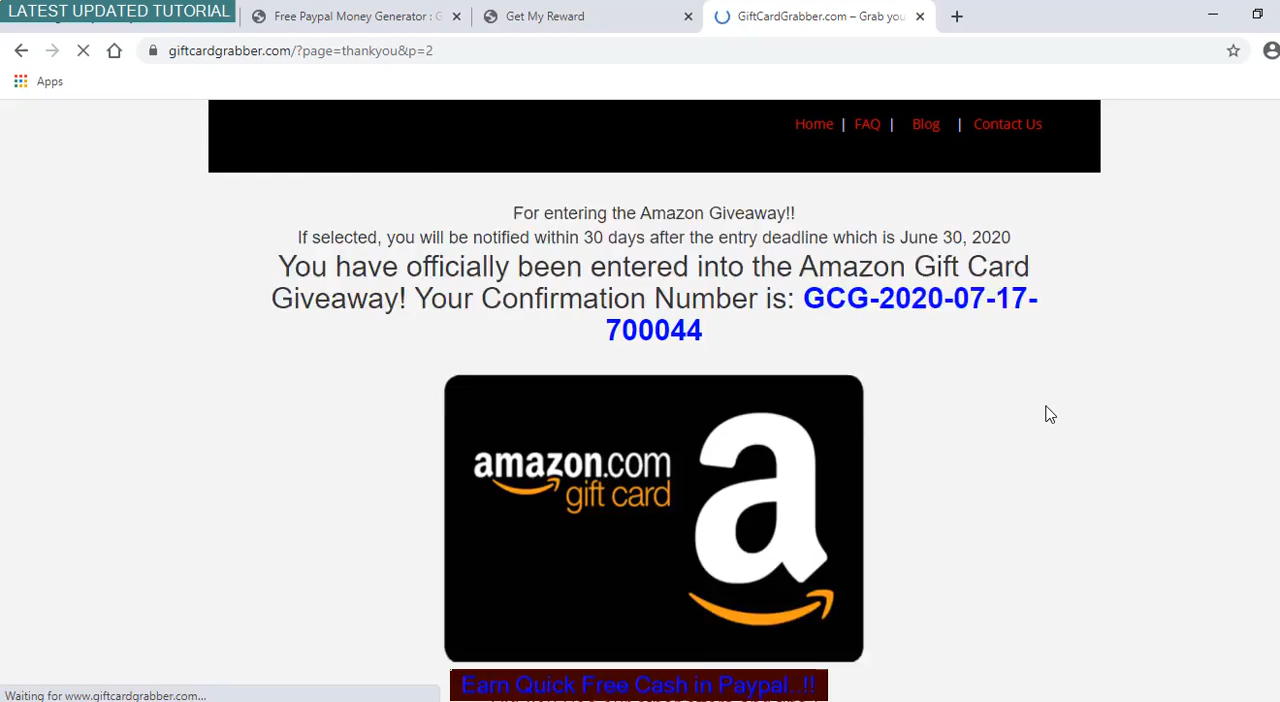 LATEST UPDATED TUTORIAL
Free Paypal Money Generator : G
Get My Reward
GiftCardGrabber.com – Grab you
giftcardgrabber.com/?page=thankyou&p=2
Apps
Home | FAQ | Blog | Contact Us
For entering the Amazon Giveaway!!
If selected, you will be notified within 30 days after the entry deadline which is June 30, 2020
You have officially been entered into the Amazon Gift Card
Giveaway! Your Confirmation Number is: GCG-2020-07-17-
700044
amazon.com
gift card
a
Earn Quick Free Cash in Paypal..!!
Waiting for www.giftcardgrabber.com...